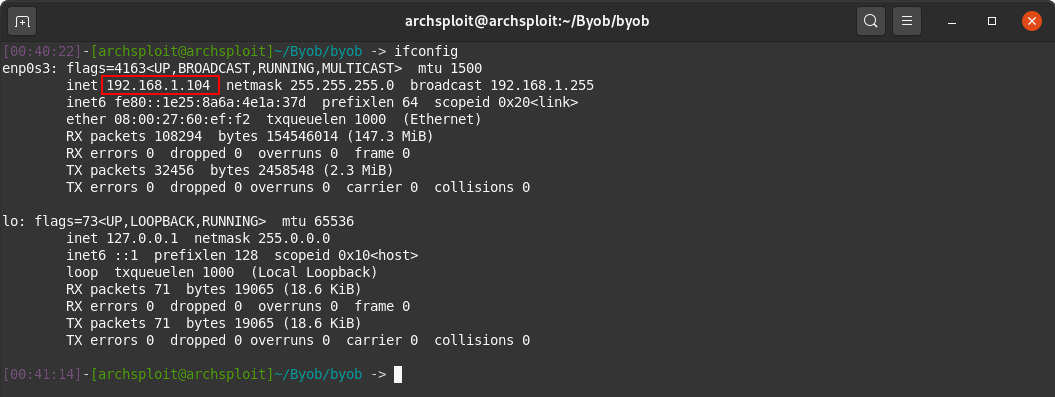 archsploit@archsploit:~/Byob/byob
[00:40:22]-[archsploit@archsploit]~/Byob/byob -> ifconfig
enp0s3: flags=4163<UP,BROADCAST,RUNNING,MULTICAST>  mtu 1500
        inet 192.168.1.104  netmask 255.255.255.0  broadcast 192.168.1.255
        inet6 fe80::1e25:8a6a:4e1a:37d  prefixlen 64  scopeid 0x20<link>
        ether 08:00:27:60:ef:f2  txqueuelen 1000  (Ethernet)
        RX packets 108294  bytes 154546014 (147.3 MiB)
        RX errors 0  dropped 0  overruns 0  frame 0
        TX packets 32456  bytes 2458548 (2.3 MiB)
        TX errors 0  dropped 0 overruns 0  carrier 0  collisions 0

lo: flags=73<UP,LOOPBACK,RUNNING>  mtu 65536
        inet 127.0.0.1  netmask 255.0.0.0
        inet6 ::1  prefixlen 128  scopeid 0x10<host>
        loop  txqueuelen 1000  (Local Loopback)
        RX packets 71  bytes 19065 (18.6 KiB)
        RX errors 0  dropped 0  overruns 0  frame 0
        TX packets 71  bytes 19065 (18.6 KiB)
        TX errors 0  dropped 0 overruns 0  carrier 0  collisions 0

[00:41:14]-[archsploit@archsploit]~/Byob/byob ->